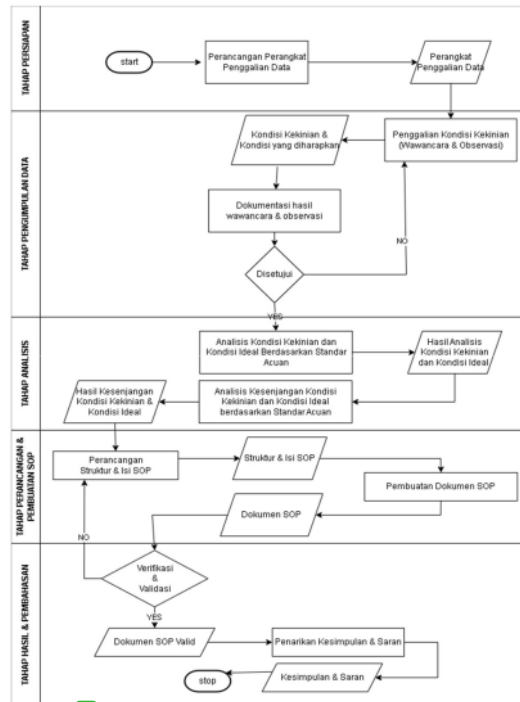 TAHAP PERSIAPAN
start
Perancangan Perangkat
Penggalian Data
Perangkat
Penggalian Data
TAHAP PENGUMPULAN DATA
Kondisi Kekinian &
Kondisi yang diharapkan
Penggalian Kondisi Kekinian
(Wawancara & Observasi)
Dokumentasi hasil
wawancara & observasi
NO
Disetujui
YES
TAHAP ANALISIS
Analisis Kondisi Kekinian dan
Kondisi Ideal Berdasarkan Standar
Acuan
Hasil Analisis
Kondisi Kekinian
dan Kondisi Ideal
Hasil Kesenjangan
Kondisi Kekinian &
Kondisi Ideal
Analisis Kesenjangan Kondisi
Kekinian dan Kondisi Ideal
berdasarkan Standar Acuan
TAHAP PERANCANGAN &
PEMBUATAN SOP
Perancangan
Struktur & Isi SOP
Struktur & Isi SOP
Pembuatan Dokumen SOP
Dokumen SOP
NO
TAHAP HASIL & PEMBAHASAN
Verifikasi
&
Validasi
YES
Dokumen SOP Valid
Penarikan Kesimpulan & Saran
stop
Kesimpulan & Saran